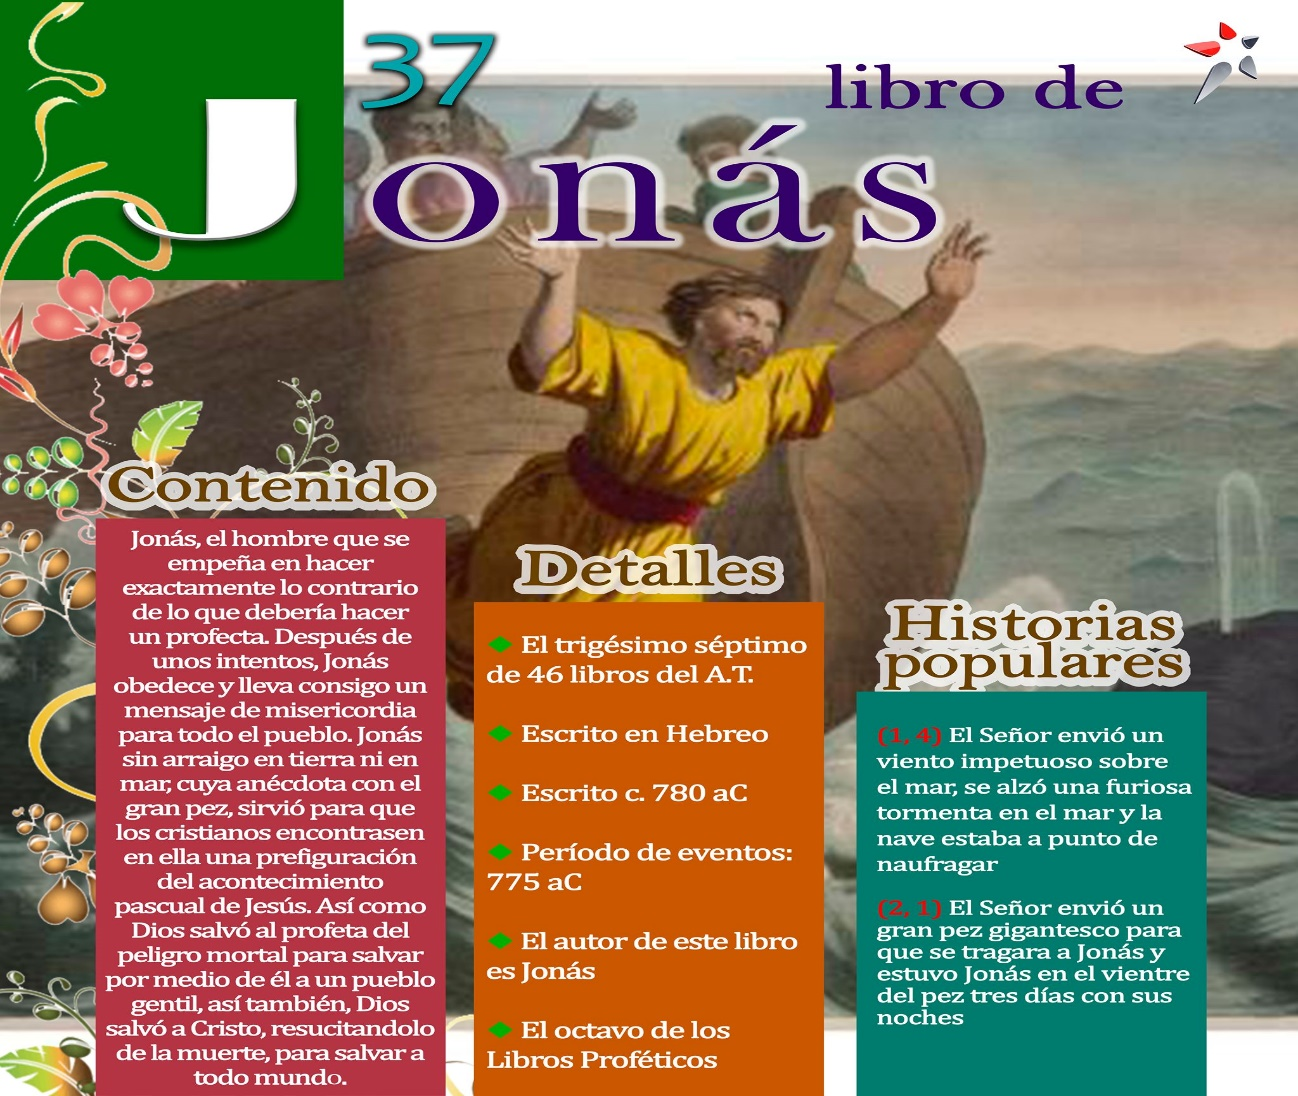 37
libro de
Jonás
Contenido
Jonás, el hombre que se
empeña en hacer
exactamente lo contrario
de lo que debería hacer
un profecta. Después de
unos intentos, Jonás
obedece y lleva consigo un
mensaje de misericordia
para todo el pueblo. Jonás
sin arraigo en tierra ni en
mar, cuya anécdota con el
gran pez, sirvió para que
los cristianos encontrasen
en ella una prefiguración
del acontecimiento
pascual de Jesús. Así como
Dios salvó al profeta del
peligro mortal para salvar
por medio de él a un pueblo
gentil, así también, Dios
salvó a Cristo, resucitandolo
de la muerte, para salvar a
todo mundo.
Detalles
El trigésimo séptimo
de 46 libros del A.T.
Escrito en Hebreo
Escrito c. 780 aC
Período de eventos:
775 aC
El autor de este libro
es Jonás
El octavo de los
Libros Proféticos
Historias
populares
(1, 4) El Señor envió un
viento impetuoso sobre
el mar, se alzó una furiosa
tormenta en el mar y la
nave estaba a punto de
naufragar
(2, 1) El Señor envió un
gran pez gigantesco para
que se tragara a Jonás y
estuvo Jonás en el vientre
del pez tres días con sus
noches